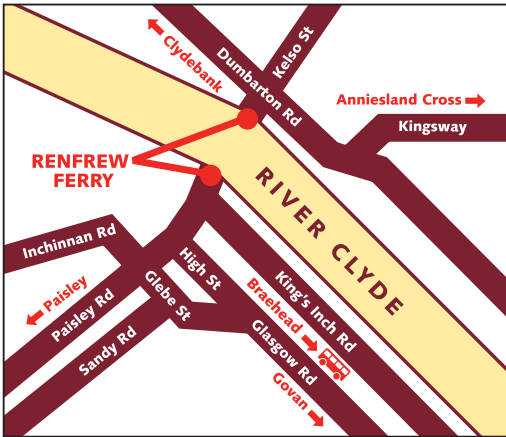 Kelso St
Clydebank
Dumbarton Rd
Anniesland Cross
Kingsway
RENFREW
FERRY
RIVER CLYDE
Inchinnan Rd
High St
Paisley
Glebe St
King's Inch Rd
Braehead
Paisley Rd
Sandy Rd
Glasgow Rd
Govan